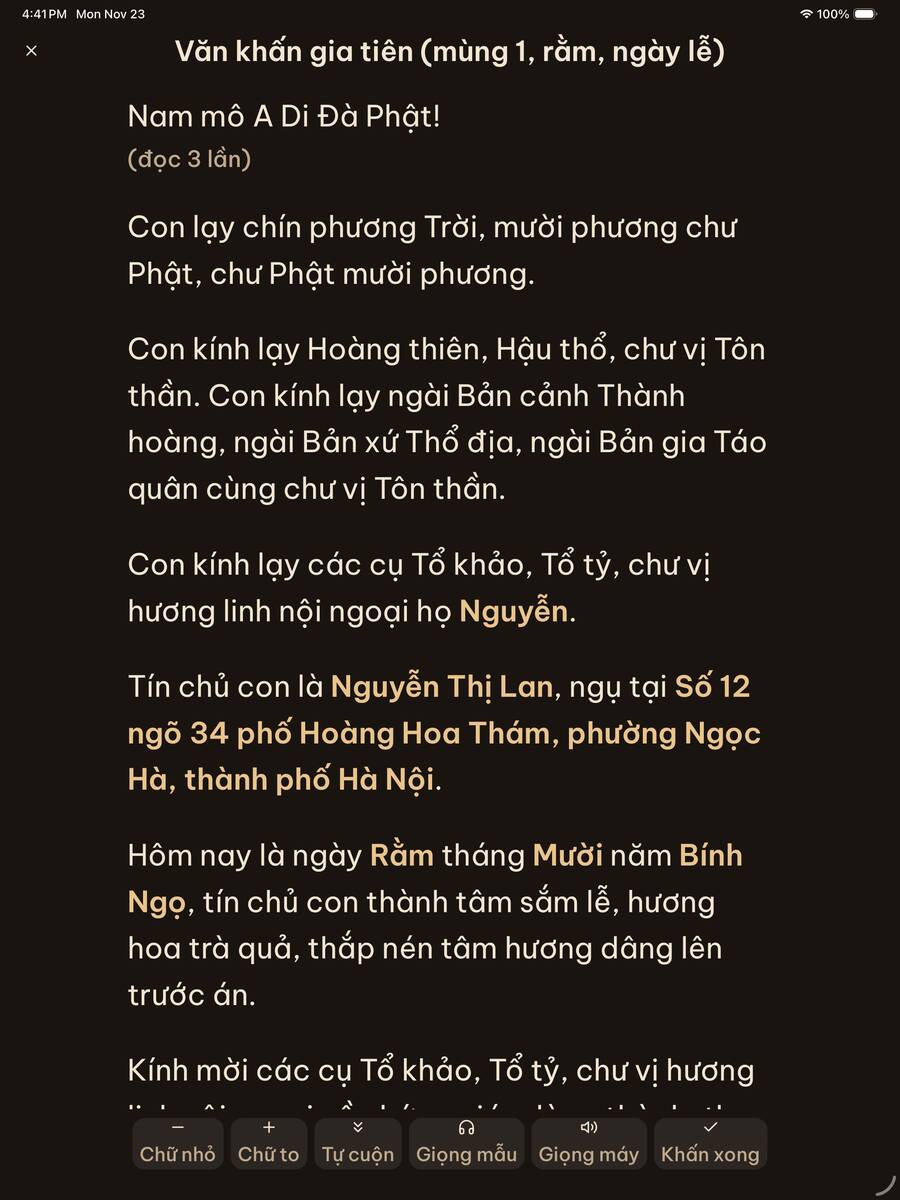 4:41 PM Mon Nov 23
100%
Văn khấn gia tiên (mùng 1, rằm, ngày lễ)
Nam mô A Di Đà Phật!
(đọc 3 lần)
Con lạy chín phương Trời, mười phương chư
Phật, chư Phật mười phương.
Con kính lạy Hoàng thiên, Hậu thổ, chư vị Tôn
thần. Con kính lạy ngài Bản cảnh Thành
hoàng, ngài Bản xứ Thổ địa, ngài Bản gia Táo
quân cùng chư vị Tôn thần.
Con kính lạy các cụ Tổ khảo, Tổ tỷ, chư vị
hương linh nội ngoại họ Nguyễn.
Tín chủ con là Nguyễn Thị Lan, ngụ tại Số 12
ngõ 34 phố Hoàng Hoa Thám, phường Ngọc
Hà, thành phố Hà Nội.
Hôm nay là ngày Rằm tháng Mười năm Bính
Ngọ, tín chủ con thành tâm sắm lễ, hương
hoa trà quả, thắp nén tâm hương dâng lên
trước án.
Kính mời các cụ Tổ khảo, Tổ tỷ, chư vị hương
Chữ nhỏ
Chữ to
Tự cuộn
Giọng mẫu
Giọng máy
Khấn xong